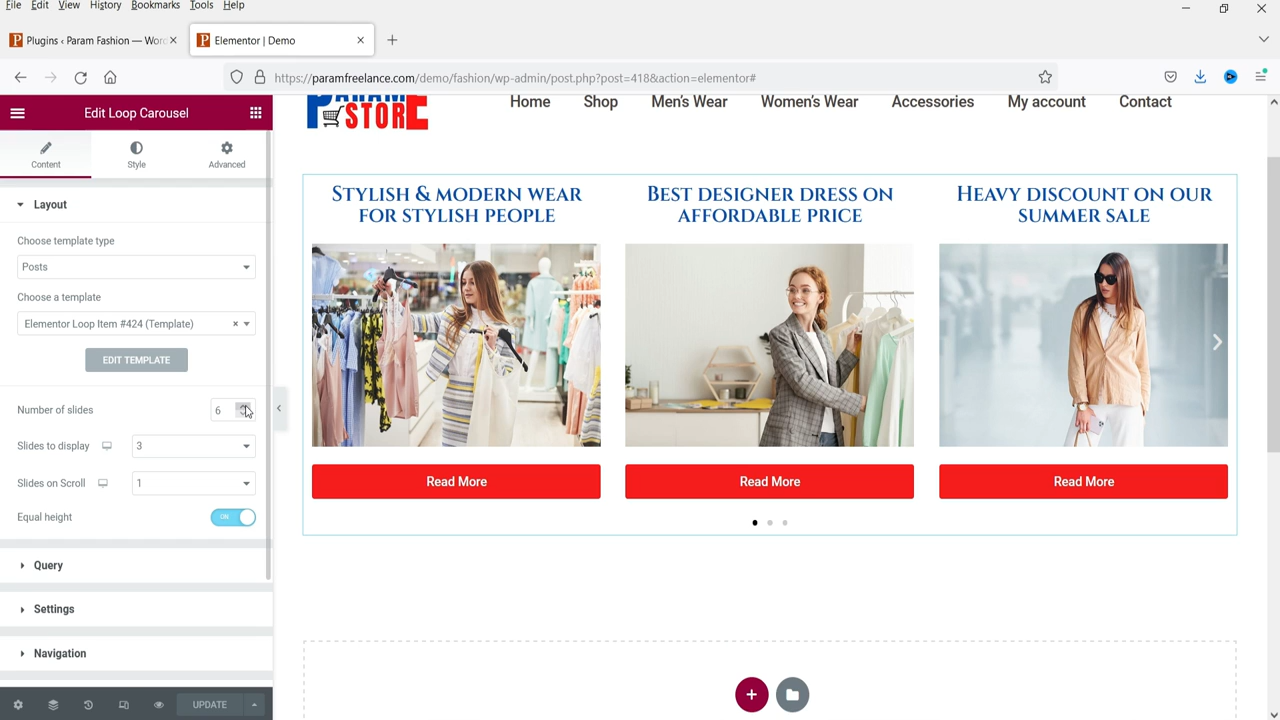 File Edit View History Bookmarks Tools Help
Plugins ‹ Param Fashion — Wor
Elementor | Demo
https://paramfreelance.com/demo/fashion/wp-admin/post.php?post=418&action=elementor#
Edit Loop Carousel
Content Style Advanced
Layout
Choose template type
Posts
Choose a template
Elementor Loop Item #424 (Template)
EDIT TEMPLATE
Number of slides 6
Slides to display 3
Slides on Scroll 1
Equal height ON
Query
Settings
Navigation
UPDATE
PARAM
STORE
Home Shop Men's Wear Women's Wear Accessories My account Contact
Stylish & modern wear
for stylish people
Read More
Best designer dress on
affordable price
Read More
Heavy discount on our
summer sale
Read More